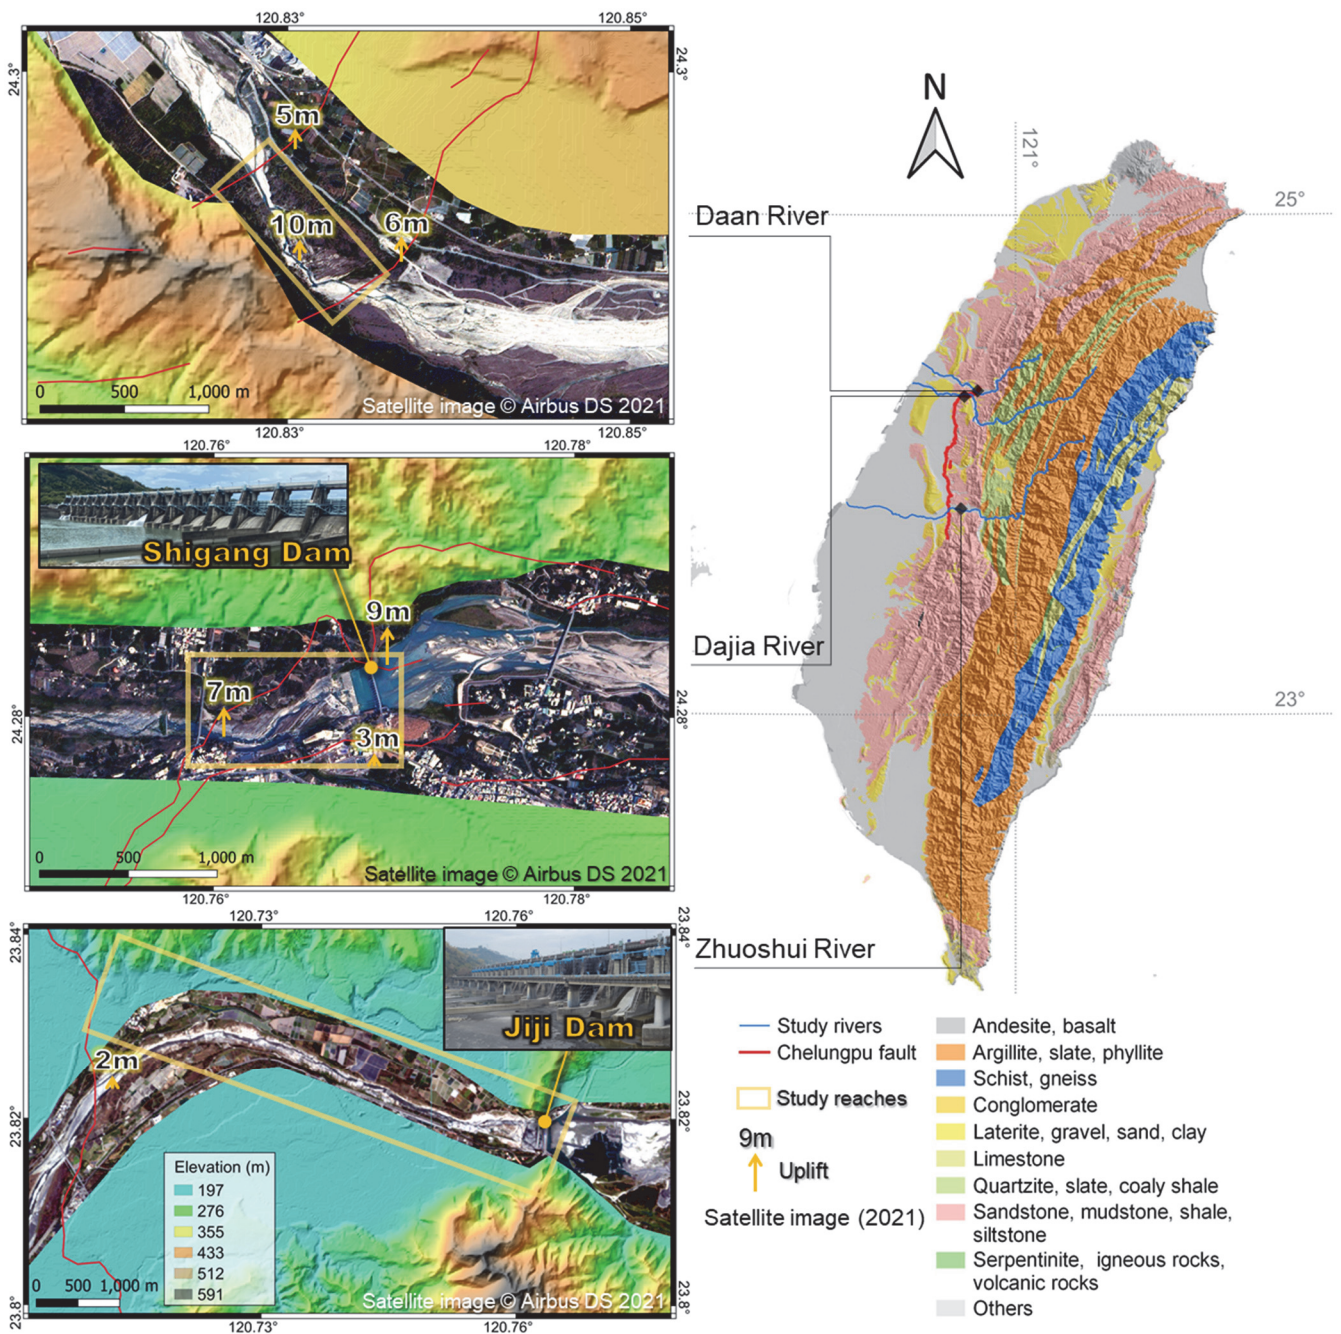 120.83°
120.85°
24.3°
24.3°
5m
10m
6m
0 500 1,000 m
Satellite image © Airbus DS 2021
120.83°
120.85°
120.76°
120.78°
Shigang Dam
9m
7m
3m
24.28°
24.28°
0 500 1,000 m
Satellite image © Airbus DS 2021
120.76°
120.78°
120.73°
120.76°
23.84°
23.84°
Jiji Dam
2m
23.82°
23.82°
Elevation (m)
197
276
355
433
512
591
0 500 1,000 m
Satellite image © Airbus DS 2021
23.8°
23.8°
120.73°
120.76°
N
121°
25°
23°
Daan River
Dajia River
Zhuoshui River
Study rivers
Chelungpu fault
Study reaches
9m
Uplift
Satellite image (2021)
Andesite, basalt
Argillite, slate, phyllite
Schist, gneiss
Conglomerate
Laterite, gravel, sand, clay
Limestone
Quartzite, slate, coaly shale
Sandstone, mudstone, shale,
siltstone
Serpentinite, igneous rocks,
volcanic rocks
Others